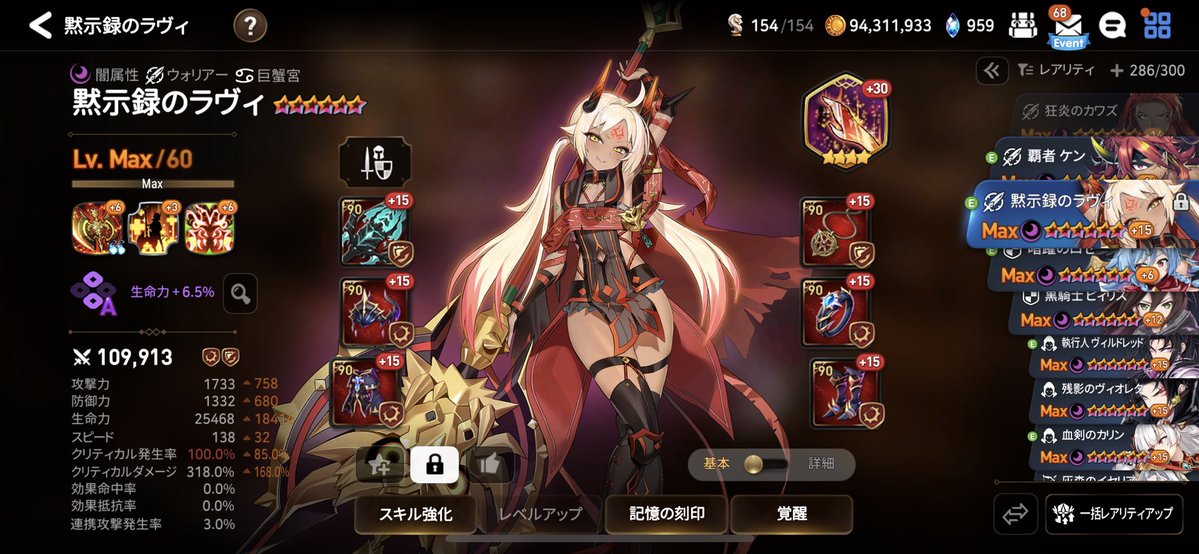 黙示録のラヴィ
?
154/154
94,311,933
959
68
Event
闇属性 ウォリアー 巨蟹宮
黙示録のラヴィ
Lv. Max/60
Max
+6
+3
+6
A
生命力+6.5%
109,913
攻撃力 1733 758
防御力 1332 680
生命力 25468
スピード 138 32
クリティカル発生率 100.0% 85.0%
クリティカルダメージ 318.0% 168.0%
効果命中率 0.0%
効果抵抗率 0.0%
連携攻撃発生率 3.0%
+30
90 +15
90 +15
90 +15
90 +15
90 +15
90 +15
基本 詳細
スキル強化
レベルアップ
記憶の刻印
覚醒
レアリティ
286/300
狂炎のカワズ
E 覇者 ケン
E 黙示録のラヴィ
Max +15
E
Max +6
黒騎士ピィリス
Max +12
E 執行人 ヴィルドレッド
Max +15
残影のヴィオレト
Max +15
E 血剣のカリン
Max +15
一括レアリティアップ